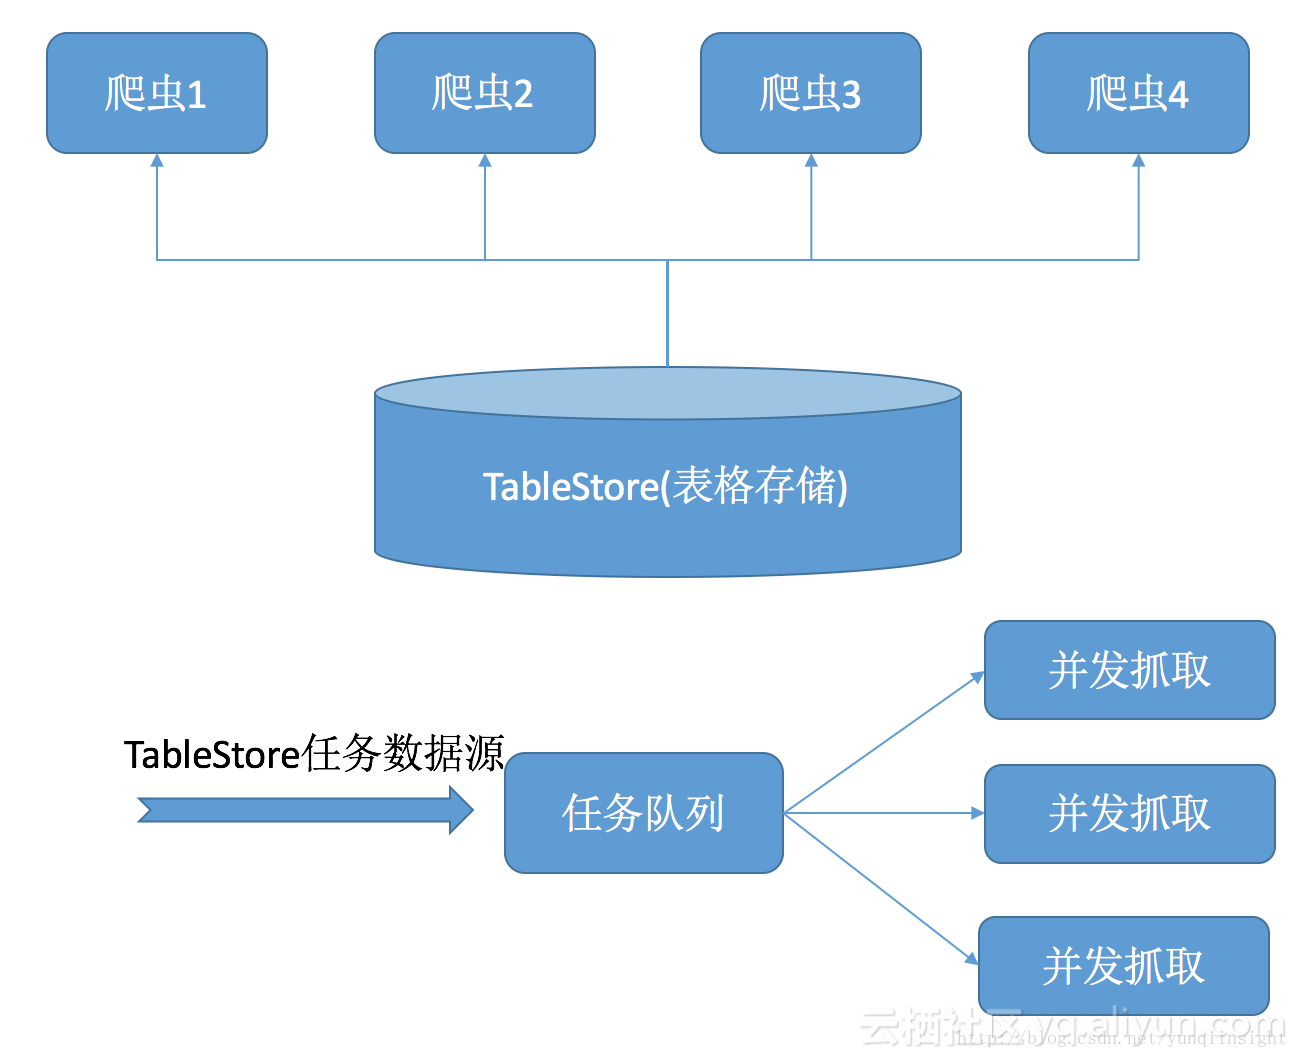 爬虫1
爬虫2
爬虫3
爬虫4
TableStore(表格存储)
并发抓取
TableStore任务数据源
任务队列
并发抓取
并发抓取
云栖社区 yq.aliyun.com
http://blog.csdn.net/yunqiinsight